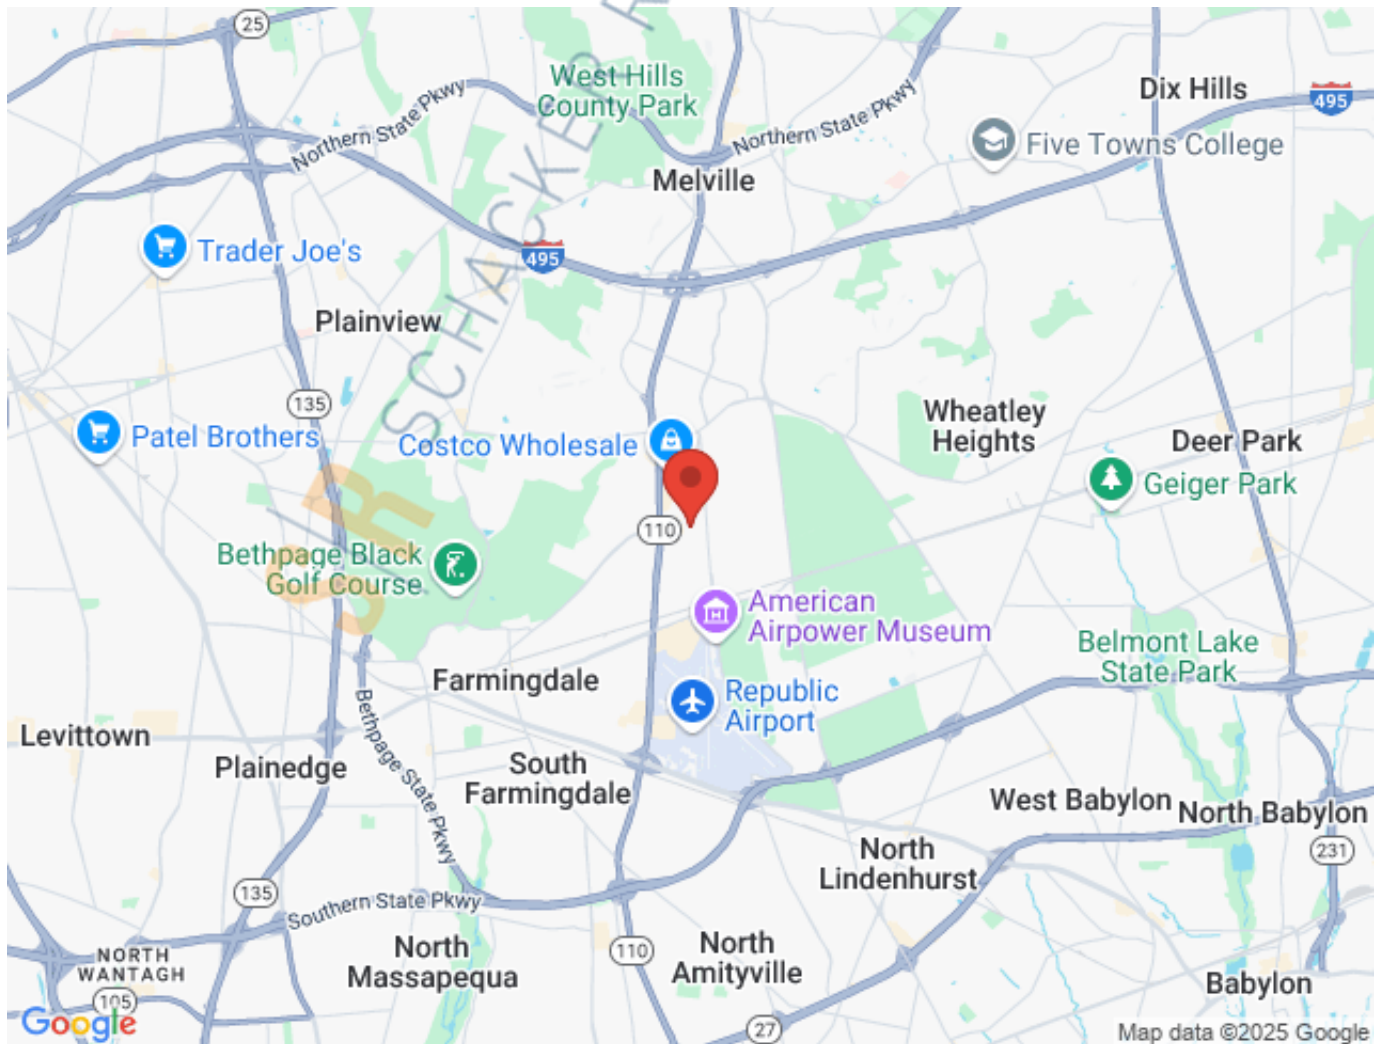 25
West Hills
County Park
Northern State Pkwy
Northern State Pkwy
Dix Hills
495
Five Towns College
Melville
Trader Joe's
495
Plainview
SCHACKER R
135
Patel Brothers
Costco Wholesale
Wheatley
Heights
Deer Park
Geiger Park
SR
110
Bethpage Black
Golf Course
American
Airpower Museum
Belmont Lake
State Park
Farmingdale
Republic
Airport
Bethpage State Pkwy
Levittown
Plainedge
South
Farmingdale
West Babylon
North Babylon
231
North
Lindenhurst
135
Southern State Pkwy
North
Massapequa
110
North
Amityville
NORTH
WANTAGH
105
Babylon
27
Google
Map data ©2025 Google